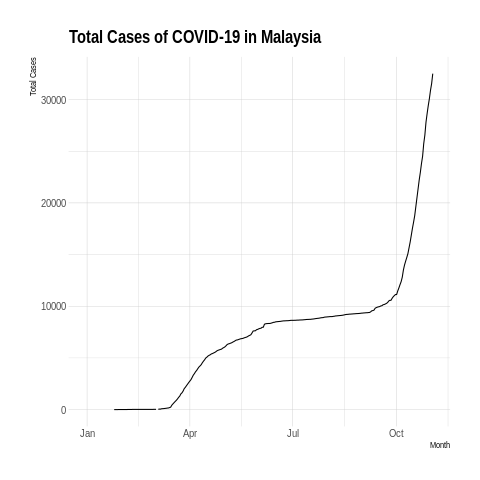 Total Cases of COVID-19 in Malaysia
Total Cases
30000
20000
10000
0
Jan Apr Jul Oct
Month